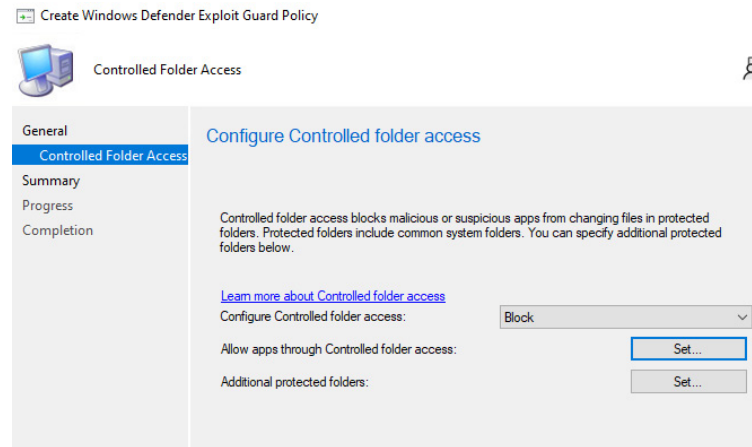 Create Windows Defender Exploit Guard Policy
Controlled Folder Access
General
Controlled Folder Access
Summary
Progress
Completion
Configure Controlled folder access
Controlled folder access blocks malicious or suspicious apps from changing files in protected
folders. Protected folders include common system folders. You can specify additional protected
folders below.
Learn more about Controlled folder access
Configure Controlled folder access: Block
Allow apps through Controlled folder access: Set...
Additional protected folders: Set...